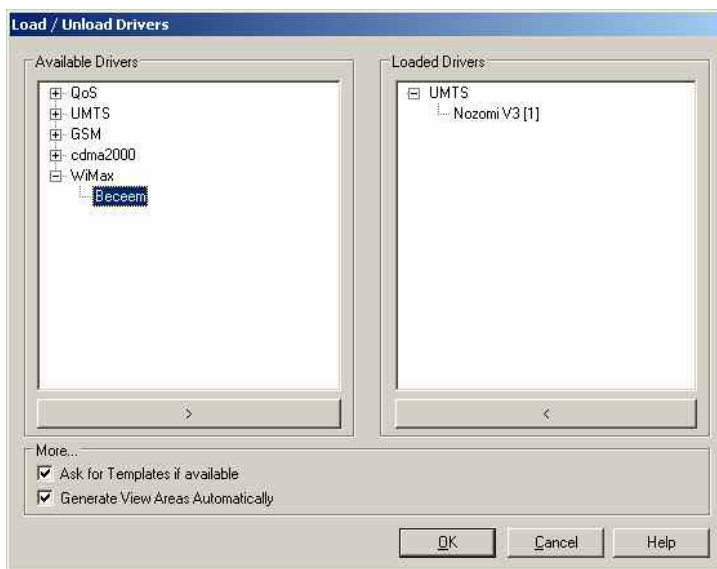 Load / Unload Drivers
Available Drivers
QoS
UMTS
GSM
cdma2000
WiMax
Beceem
>
Loaded Drivers
UMTS
Nozomi V3 [1]
<
More...
Ask for Templates if available
Generate View Areas Automatically
OK
Cancel
Help